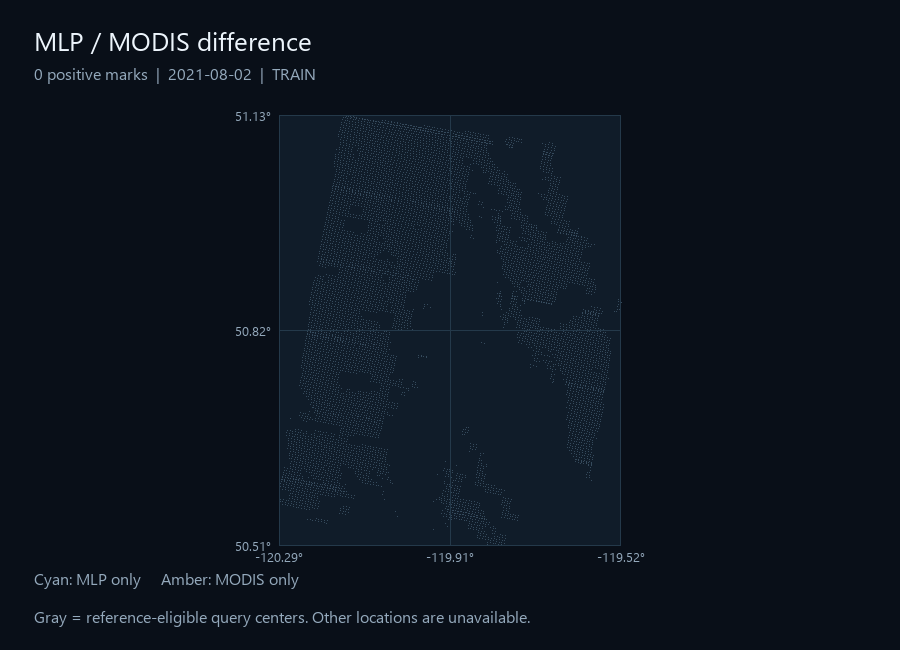 MLP / MODIS difference
0 positive marks | 2021-08-02 | TRAIN
51.13°
50.82°
50.51°
-120.29° -119.91° -119.52°
Cyan: MLP only Amber: MODIS only
Gray = reference-eligible query centers. Other locations are unavailable.